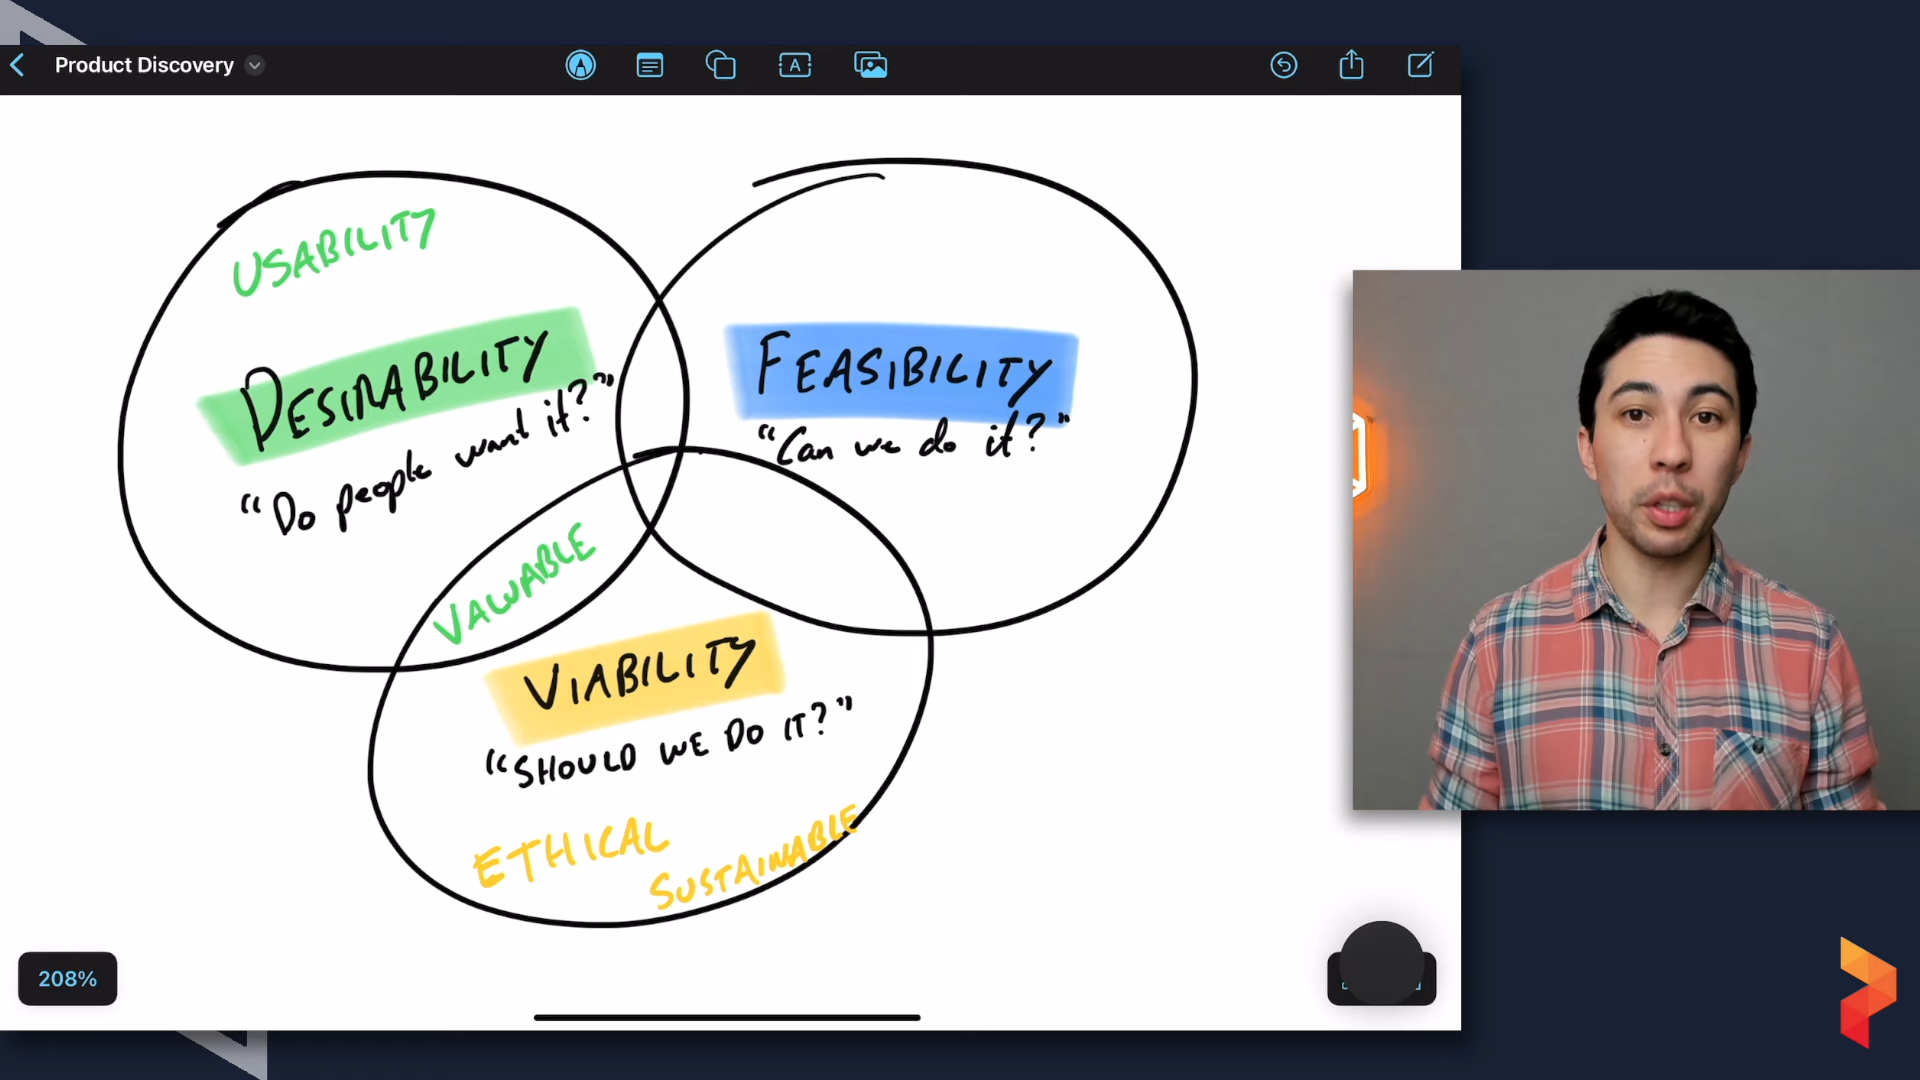 Product Discovery
USABILITY
DESIRABILITY
"Do people want it?"
FEASIBILITY
"Can we do it?"
VALUABLE
VIABILITY
"SHOULD WE DO IT?"
ETHICAL
SUSTAINABLE
208%